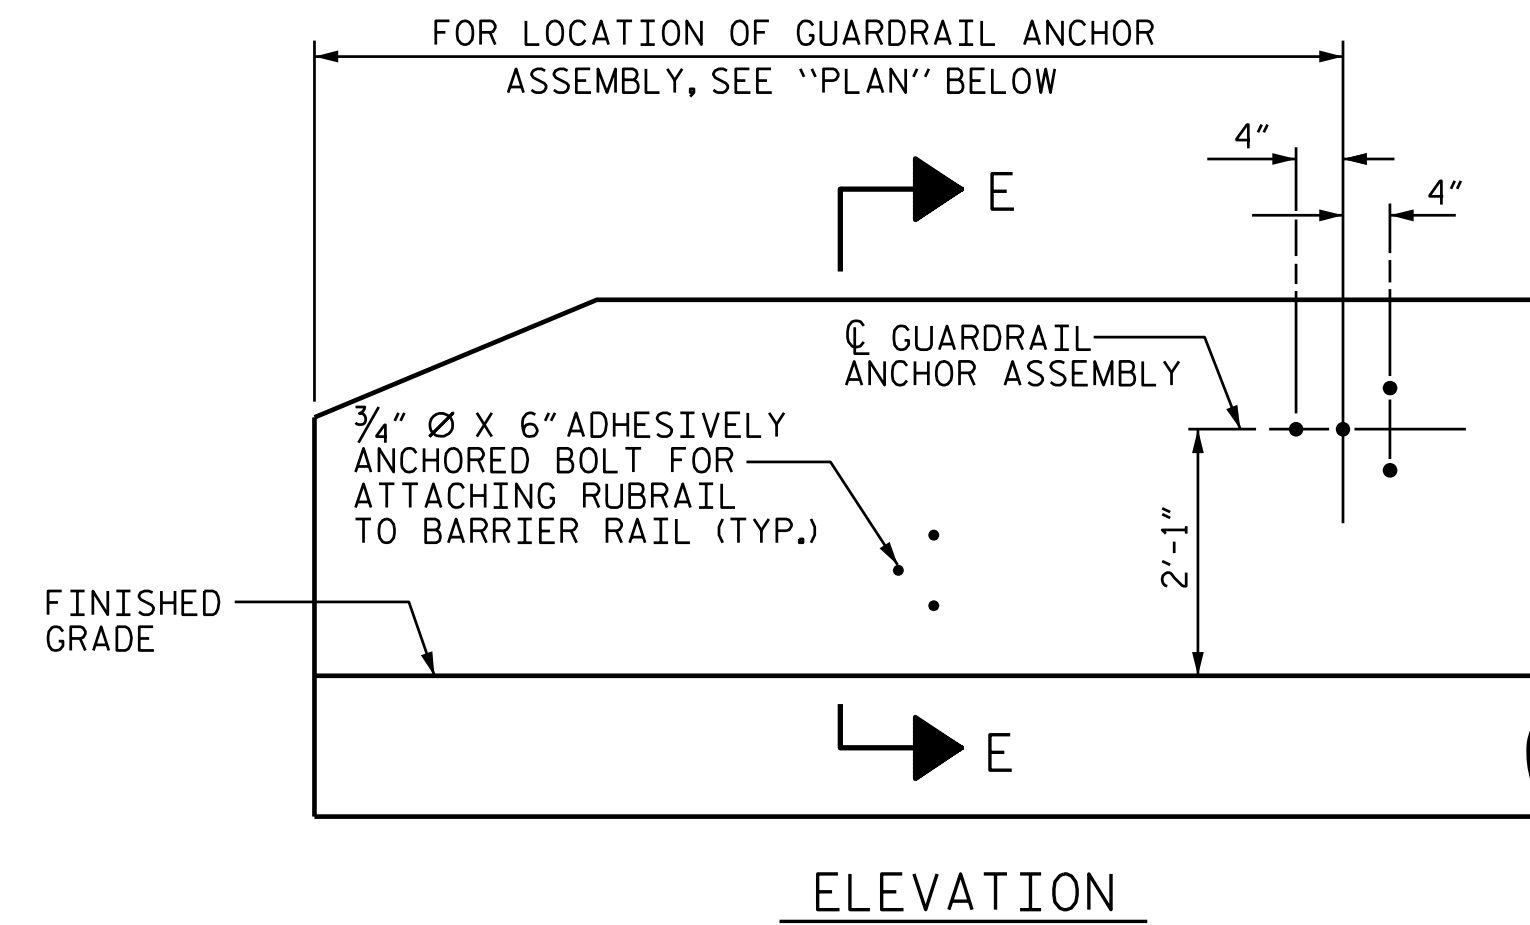 FOR LOCATION OF GUARDRAIL ANCHOR
ASSEMBLY, SEE "PLAN" BELOW
4"
4"
E
℄ GUARDRAIL
ANCHOR ASSEMBLY
3/4" Ø X 6" ADHESIVELY
ANCHORED BOLT FOR
ATTACHING RUBRAIL
TO BARRIER RAIL (TYP.)
2'-1"
FINISHED
GRADE
E
ELEVATION